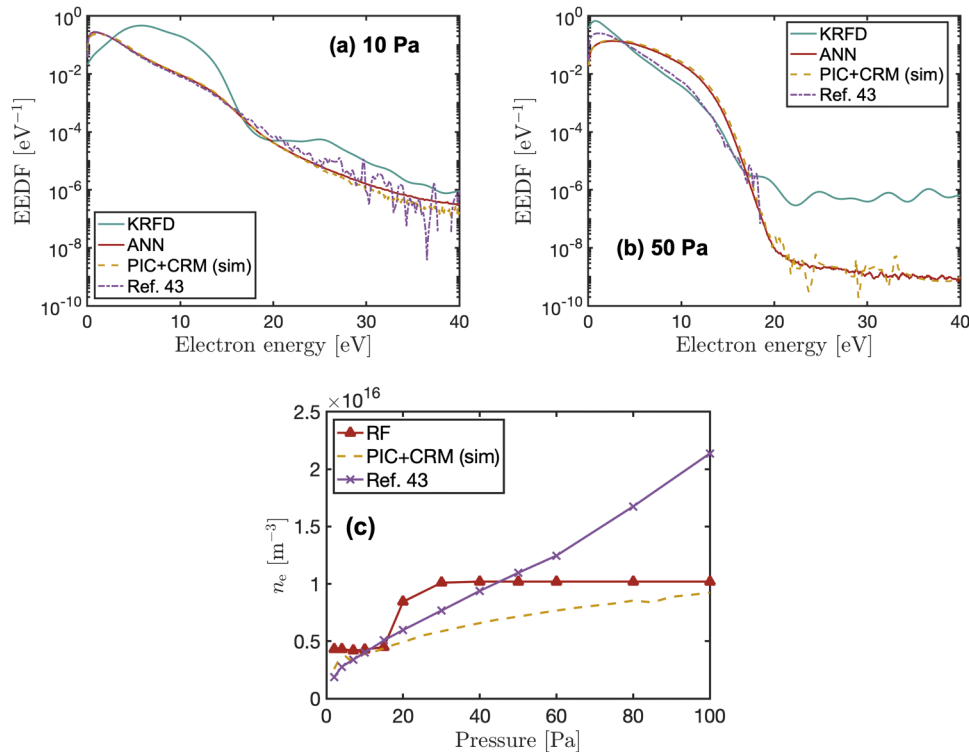 10^0
10^-2
10^-4
10^-6
10^-8
10^-10
EEDF [eV^-1]
(a) 10 Pa
KRFD
ANN
PIC+CRM (sim)
Ref. 43
0 10 20 30 40
Electron energy [eV]
10^0
10^-2
10^-4
10^-6
10^-8
10^-10
EEDF [eV^-1]
KRFD
ANN
PIC+CRM (sim)
Ref. 43
(b) 50 Pa
0 10 20 30 40
Electron energy [eV]
×10^16
2.5
2
1.5
1
0.5
0
n_e [m^-3]
RF
PIC+CRM (sim)
Ref. 43
(c)
0 20 40 60 80 100
Pressure [Pa]